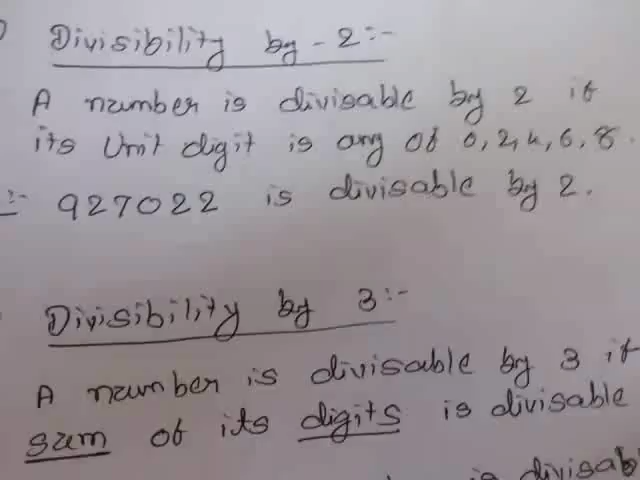 Divisibility by - 2 :-
A number is divisable by 2 if
its Unit digit is any of 0, 2, 4, 6, 8.
:- 927022 is divisable by 2.
Divisibility by 3 :-
A number is divisable by 3 if
sum of its digits is divisable
is divisab